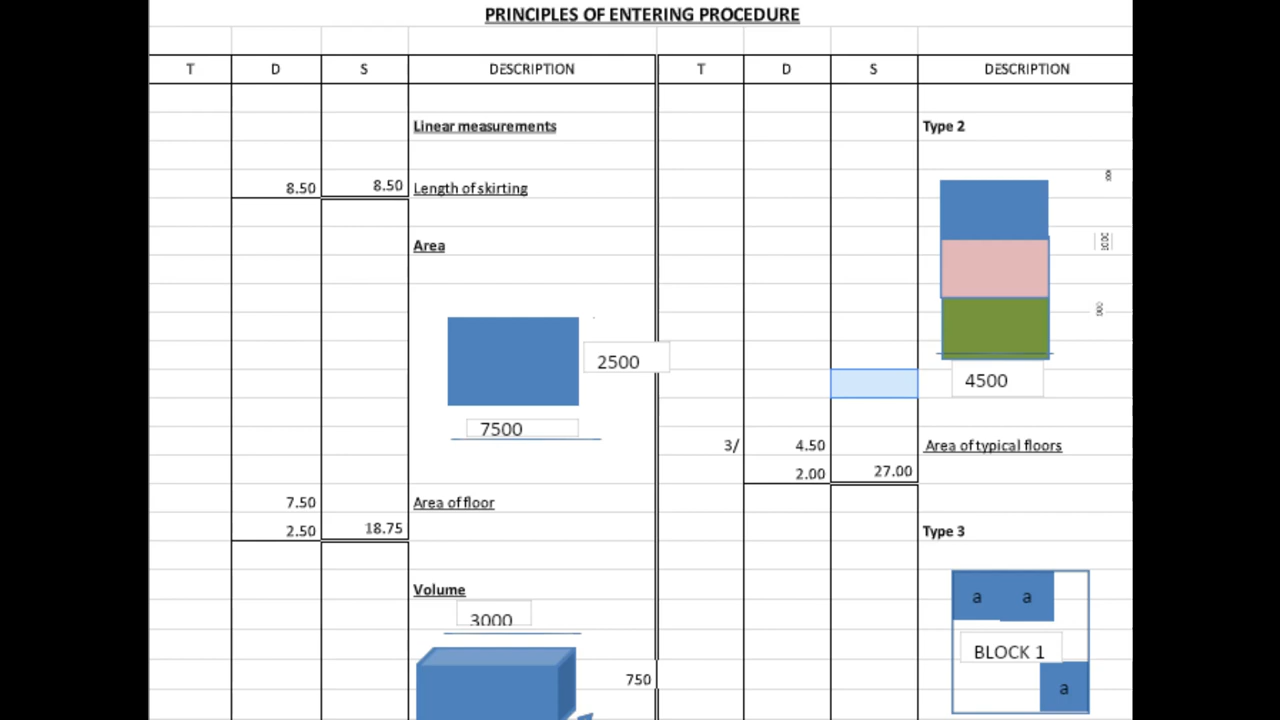 PRINCIPLES OF ENTERING PROCEDURE
T D S DESCRIPTION T D S DESCRIPTION
Linear measurements
8.50 8.50 Length of skirting
Area
2500
7500
7.50 Area of floor
2.50 18.75
Volume
3000
750
Type 2
4500
3/ 4.50 Area of typical floors
2.00 27.00
Type 3
a a
BLOCK 1
a